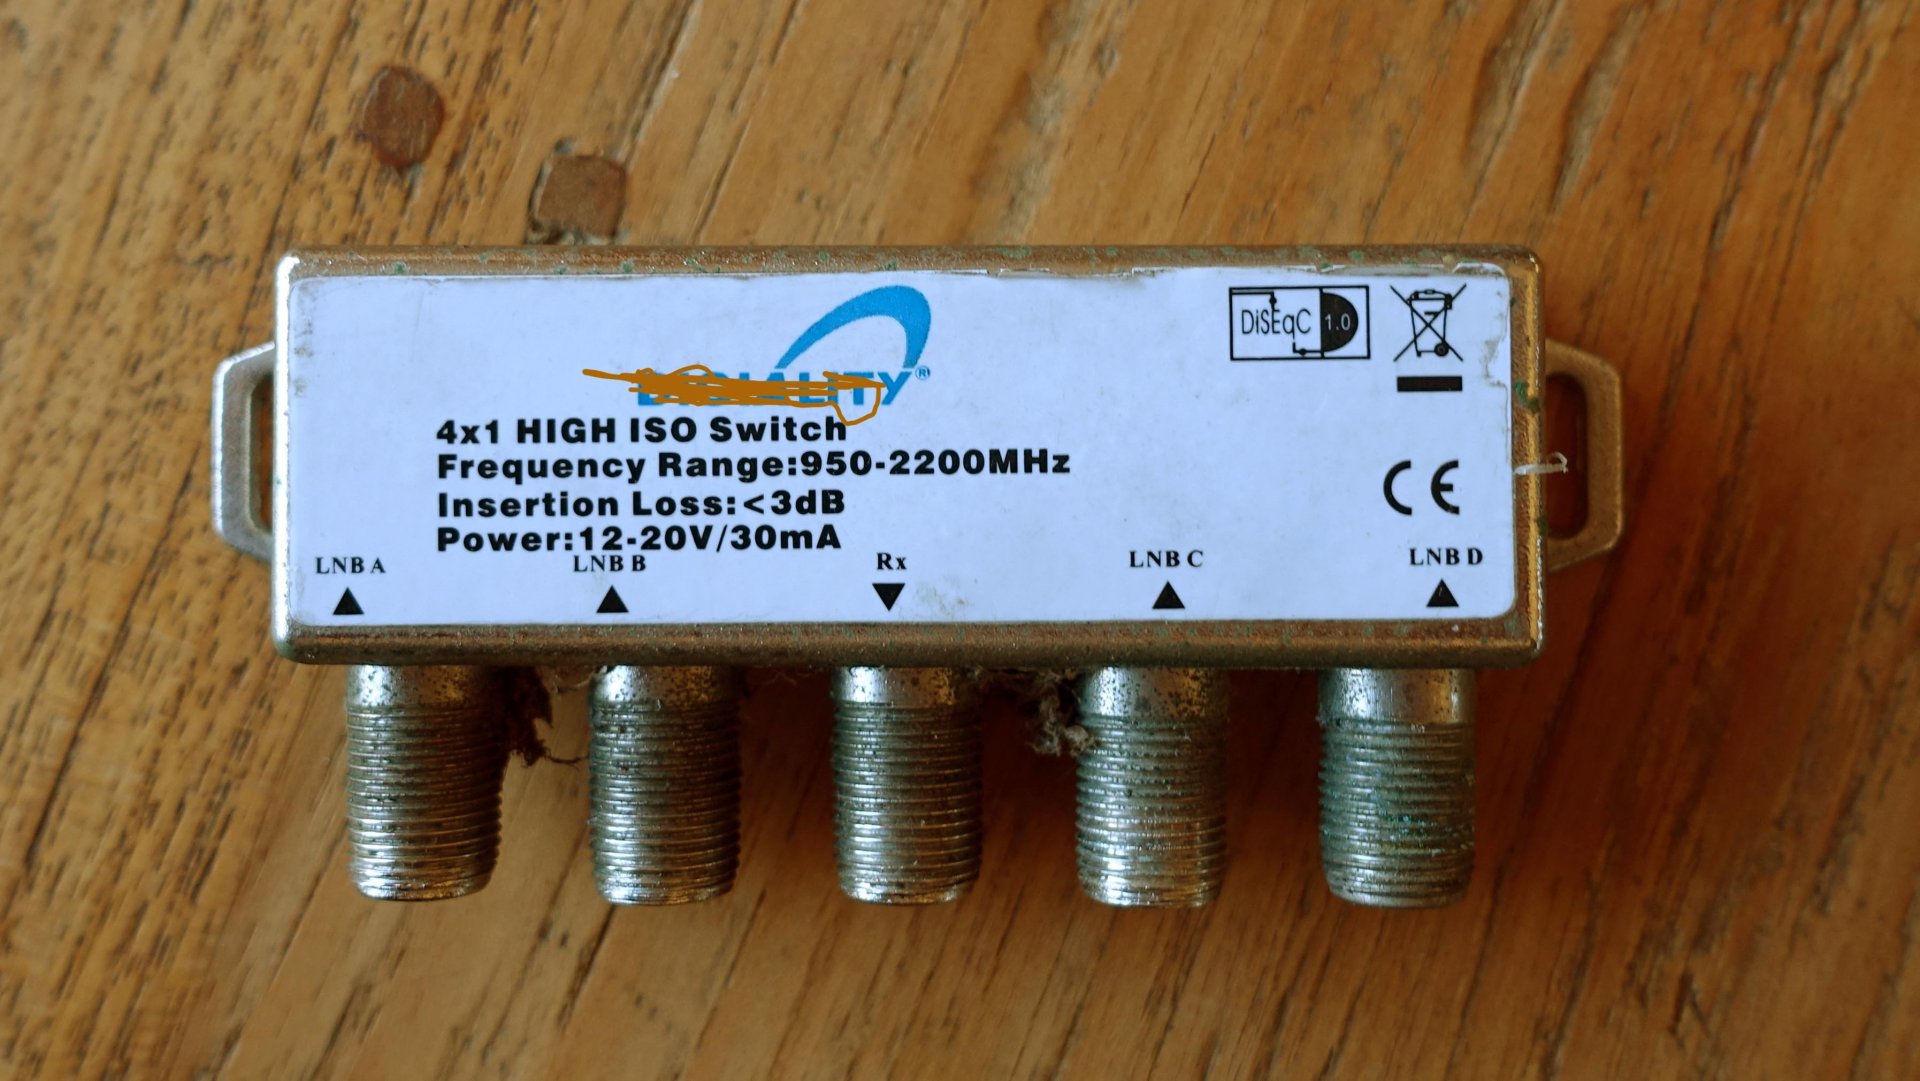 DiSEqC 1.0
®
4x1 HIGH ISO Switch
Frequency Range:950-2200MHz
Insertion Loss:<3dB
Power:12-20V/30mA
CE
LNB A
LNB B
Rx
LNB C
LNB D